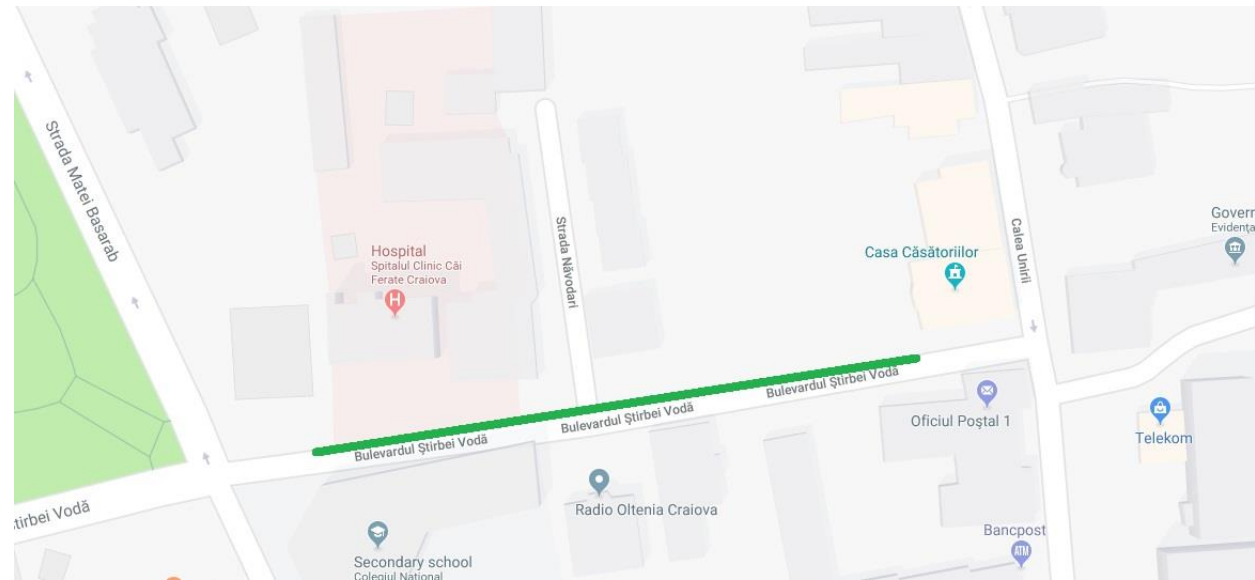 Strada Matei Basarab
Hospital
Spitalul Clinic Căi
Ferate Craiova
Strada Năvodari
Casa Căsătoriilor
Calea Unirii
Govern
Evidența
Bulevardul Știrbei Vodă
Bulevardul Știrbei Vodă
Bulevardul Știrbei Vodă
Oficiul Poștal 1
Telekom
tirbei Vodă
Radio Oltenia Craiova
Bancpost
ATM
Secondary school
Colegiul National